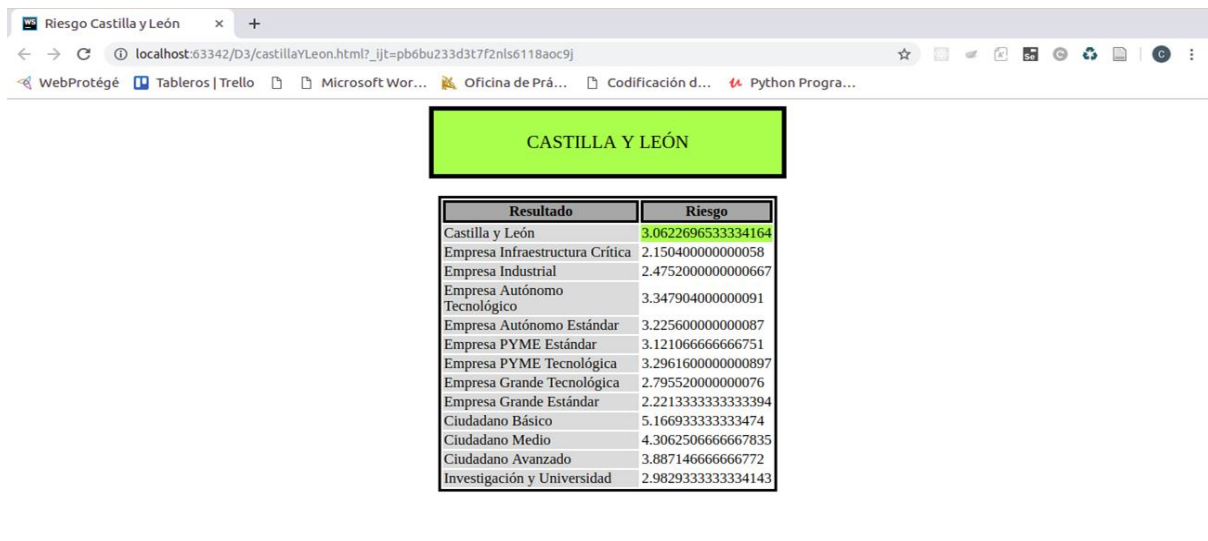 WS Riesgo Castilla y León × +
localhost:63342/D3/castillaYLeon.html?_ijt=pb6bu233d3t7f2nls6118aoc9j
Se G C
WebProtégé Tableros | Trello Microsoft Wor... Oficina de Prá... Codificación d... Python Progra...
CASTILLA Y LEÓN
Resultado Riesgo
Castilla y León 3.0622696533334164
Empresa Infraestructura Crítica 2.150400000000058
Empresa Industrial 2.4752000000000667
Empresa Autónomo
Tecnológico 3.347904000000091
Empresa Autónomo Estándar 3.225600000000087
Empresa PYME Estándar 3.121066666666751
Empresa PYME Tecnológica 3.2961600000000897
Empresa Grande Tecnológica 2.795520000000076
Empresa Grande Estándar 2.2213333333333394
Ciudadano Básico 5.166933333333474
Ciudadano Medio 4.3062506666667835
Ciudadano Avanzado 3.887146666666772
Investigación y Universidad 2.9829333333334143